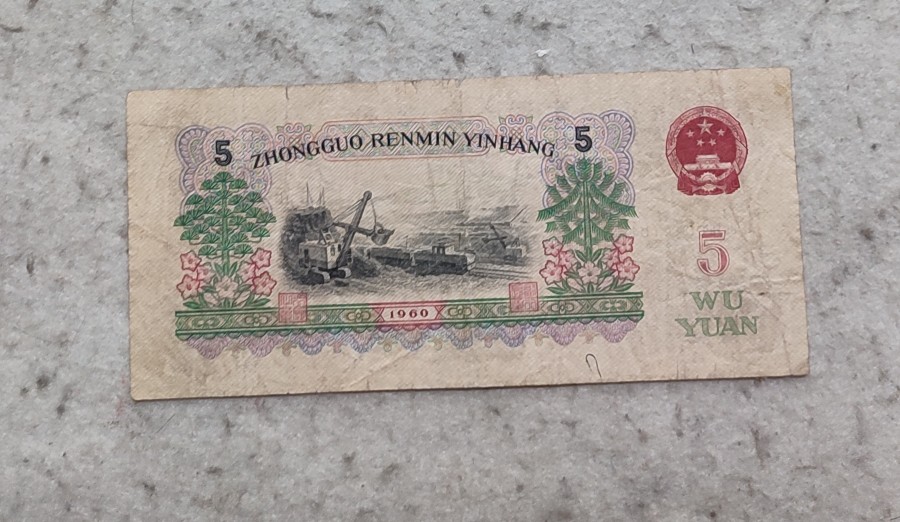 5 ZHONGGUO RENMIN YINHANG 5
1960
5
WU
YUAN